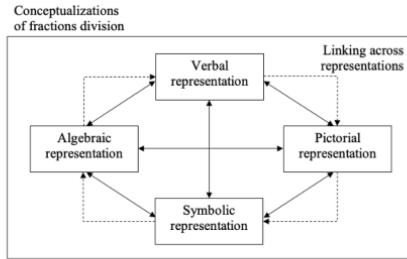 Conceptualizations
of fractions division
Linking across
representations
Verbal
representation
Algebraic
representation
Pictorial
representation
Symbolic
representation